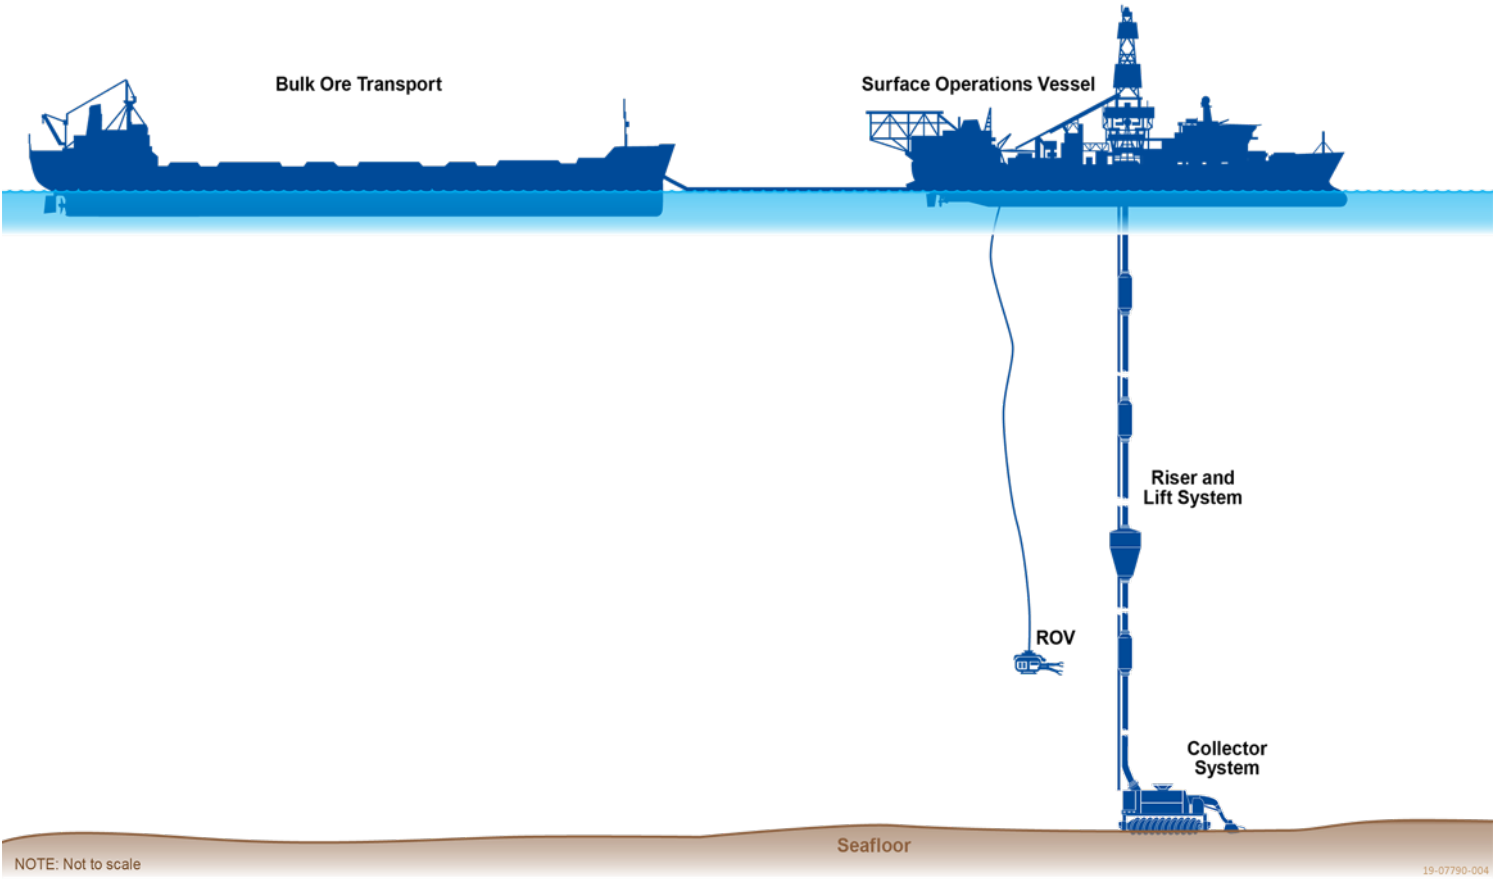 Bulk Ore Transport
Surface Operations Vessel
Riser and
Lift System
ROV
Collector
System
Seafloor
NOTE: Not to scale
19-07790-004